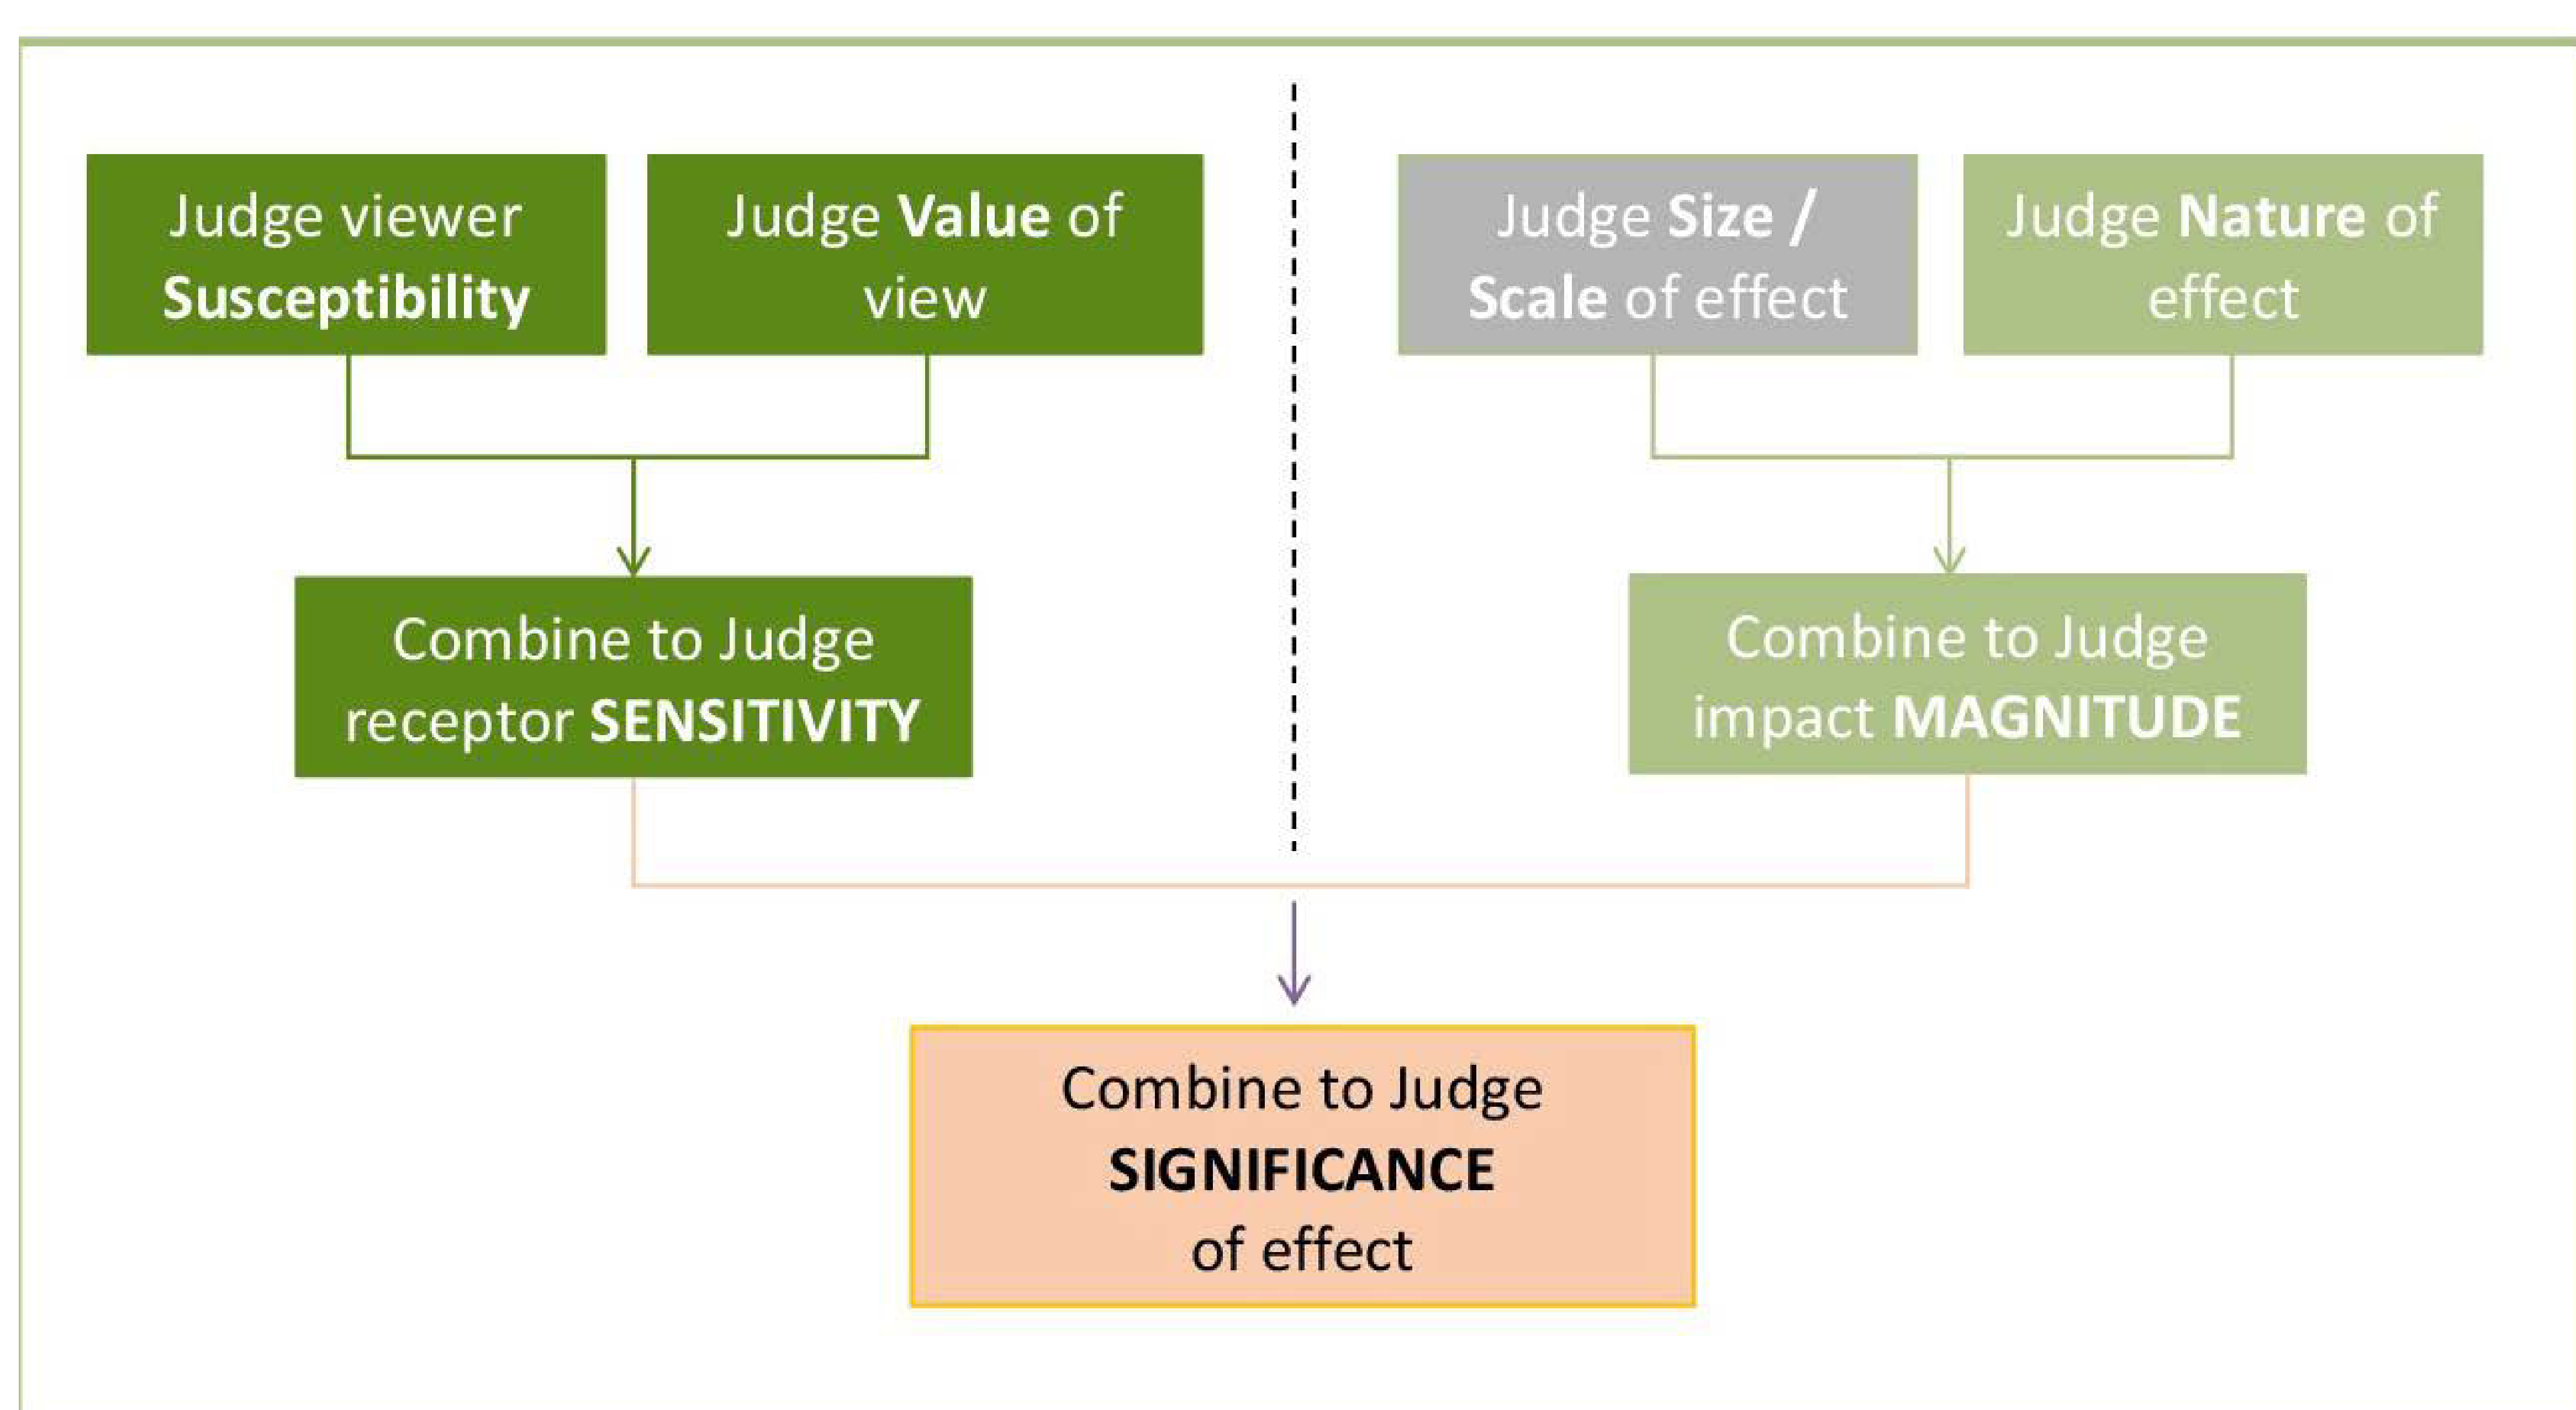 Judge viewer
Susceptibility
Judge Value of
view
Judge Size /
Scale of effect
Judge Nature of
effect
Combine to Judge
receptor SENSITIVITY
Combine to Judge
impact MAGNITUDE
Combine to Judge
SIGNIFICANCE
of effect